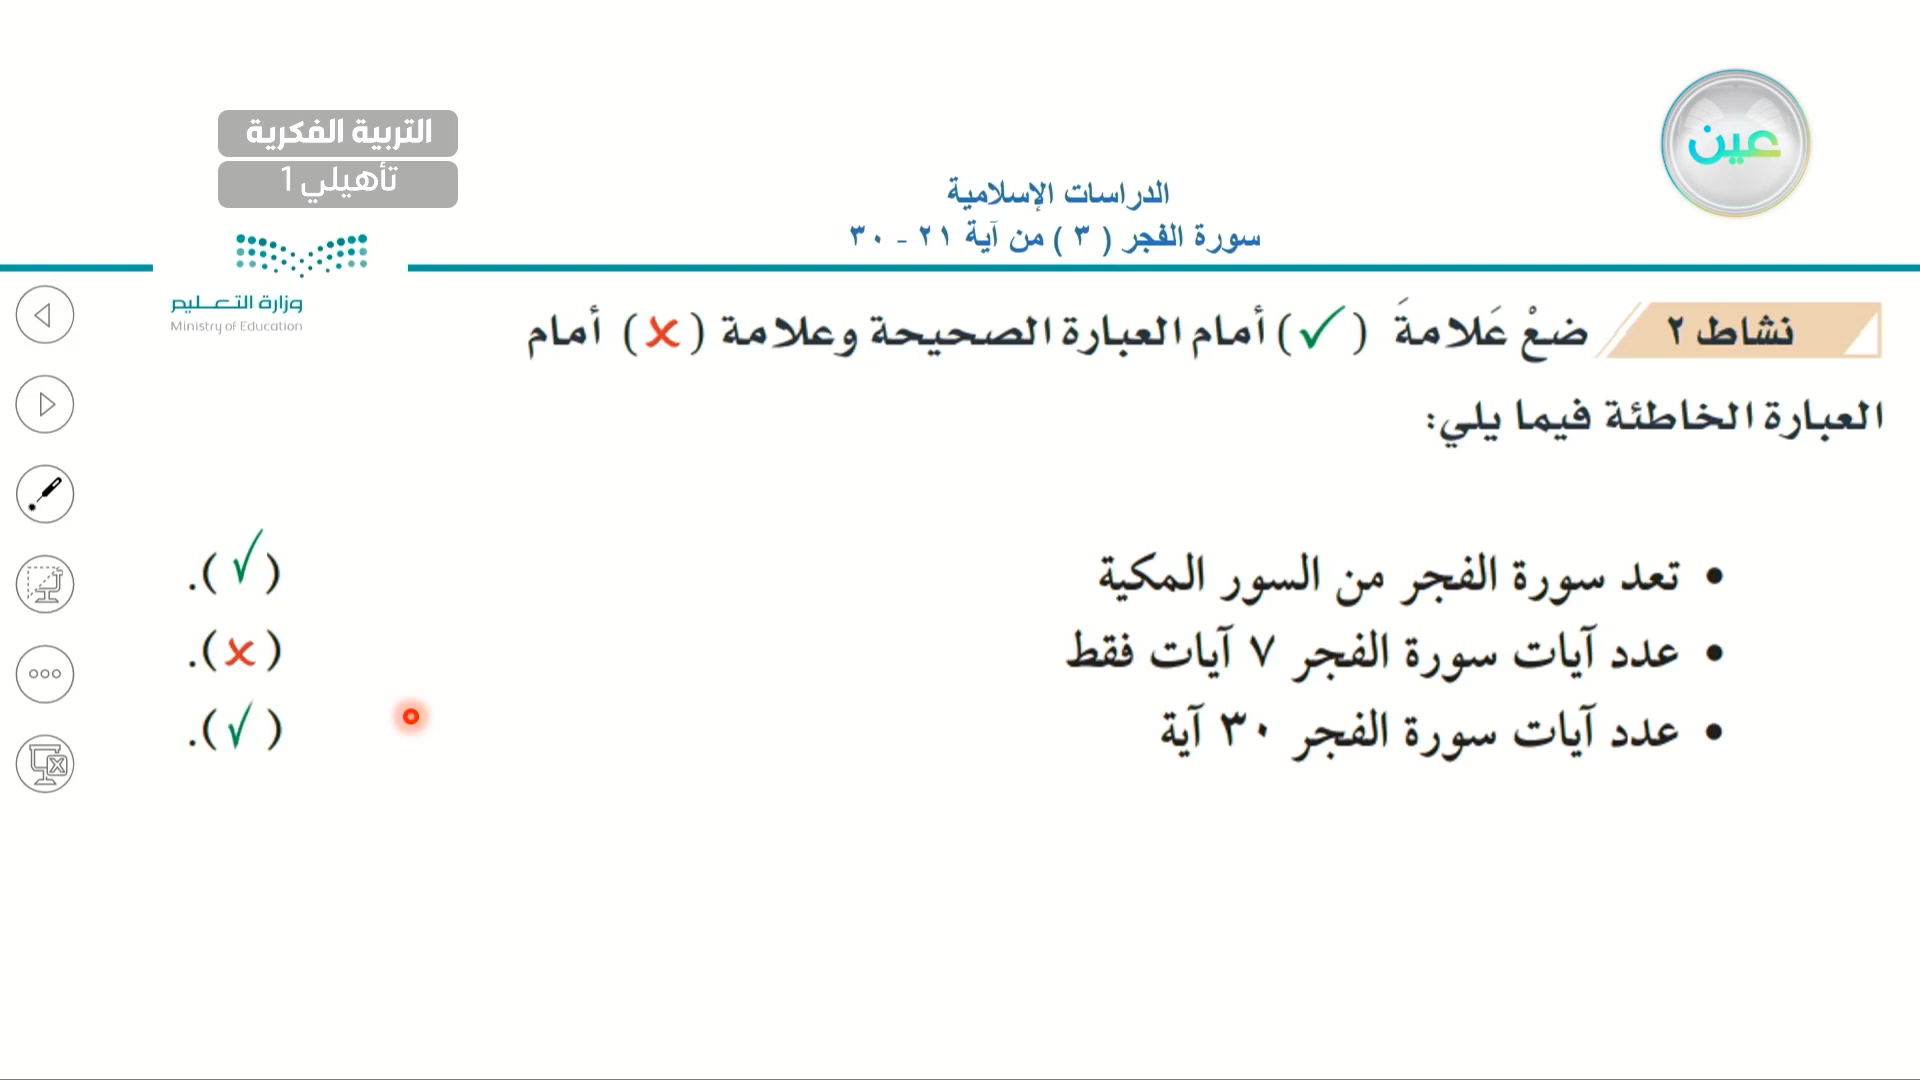 عين
التربية الفكرية
تأهيلي 1
الدراسات الإسلامية
سورة الفجر ( ٣ ) من آية ٢١ - ٣٠
وزارة التعليم
Ministry of Education
نشاط ٢ ضعْ عَلامةَ (✓) أمام العبارة الصحيحة وعلامة (✗) أمام
العبارة الخاطئة فيما يلي:
• تعد سورة الفجر من السور المكية (✓).
• عدد آيات سورة الفجر ٧ آيات فقط (✗).
• عدد آيات سورة الفجر ٣٠ آية (✓).